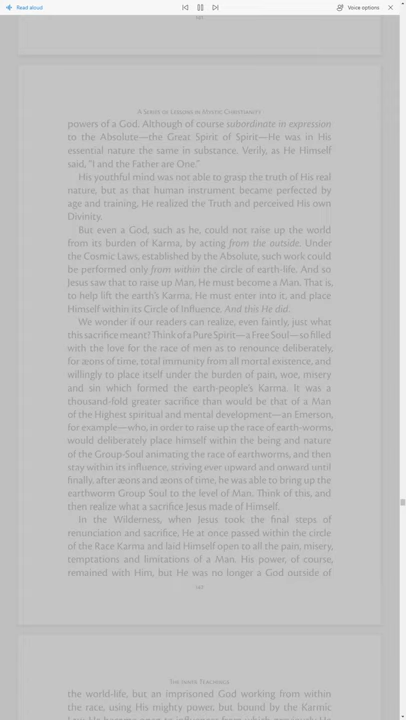 Read aloud
Voice options
141
A Series of Lessons in Mystic Christianity
powers of a God. Although of course subordinate in expression
to the Absolute—the Great Spirit of Spirit—He was in His
essential nature the same in substance. Verily, as He Himself
said, "I and the Father are One."
His youthful mind was not able to grasp the truth of His real
nature, but as that human instrument became perfected by
age and training, He realized the Truth and perceived His own
Divinity.
But even a God, such as he, could not raise up the world
from its burden of Karma, by acting from the outside. Under
the Cosmic Laws, established by the Absolute, such work could
be performed only from within the circle of earth-life. And so
Jesus saw that to raise up Man, He must become a Man. That is,
to help lift the earth's Karma, He must enter into it, and place
Himself within its Circle of Influence. And this He did.
We wonder if our readers can realize, even faintly, just what
this sacrifice meant? Think of a Pure Spirit—a Free Soul—so filled
with the love for the race of men as to renounce deliberately,
for æons of time, total immunity from all mortal existence, and
willingly to place itself under the burden of pain, woe, misery
and sin which formed the earth-people's Karma. It was a
thousand-fold greater sacrifice than would be that of a Man
of the Highest spiritual and mental development—an Emerson,
for example—who, in order to raise up the race of earth-worms,
would deliberately place himself within the being and nature
of the Group-Soul animating the race of earthworms, and then
stay within its influence, striving ever upward and onward until
finally, after æons and æons of time, he was able to bring up the
earthworm Group Soul to the level of Man. Think of this, and
then realize what a sacrifice Jesus made of Himself.
In the Wilderness, when Jesus took the final steps of
renunciation and sacrifice, He at once passed within the circle
of the Race Karma and laid Himself open to all the pain, misery,
temptations and limitations of a Man. His power, of course,
remained with Him, but He was no longer a God outside of
The Inner Teachings
the world-life, but an imprisoned God working from within
the race, using His mighty power, but bound by the Karmic